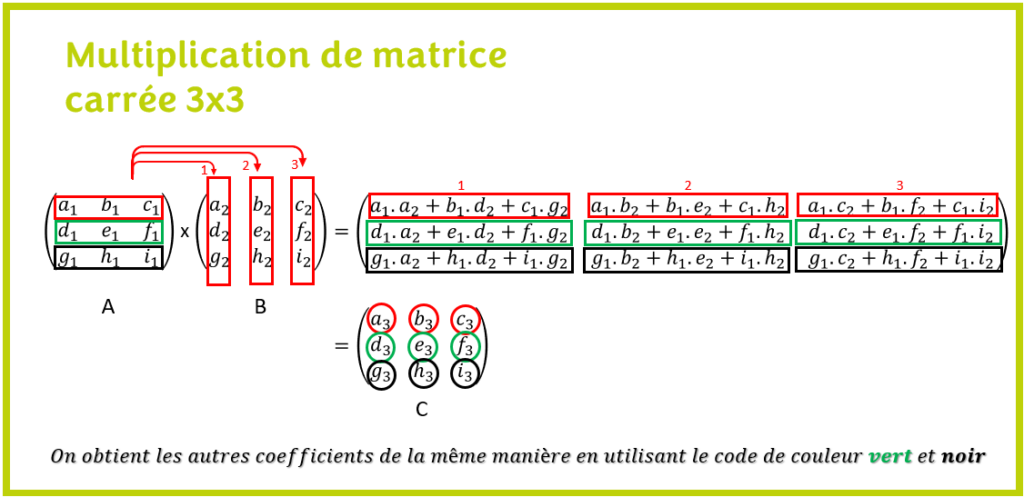 Multiplication de matrice
carrée 3x3
1 2 3
a₁ b₁ c₁ a₂ b₂ c₂ 1 2 3
a₁. a₂ + b₁. d₂ + c₁. g₂ a₁. b₂ + b₁. e₂ + c₁. h₂ a₁. c₂ + b₁. f₂ + c₁. i₂
d₁ e₁ f₁ x d₂ e₂ f₂ = d₁. a₂ + e₁. d₂ + f₁. g₂ d₁. b₂ + e₁. e₂ + f₁. h₂ d₁. c₂ + e₁. f₂ + f₁. i₂
g₁ h₁ i₁ g₂ h₂ i₂ g₁. a₂ + h₁. d₂ + i₁. g₂ g₁. b₂ + h₁. e₂ + i₁. h₂ g₁. c₂ + h₁. f₂ + i₁. i₂
A B
a₃ b₃ c₃
= d₃ e₃ f₃
g₃ h₃ i₃
C
On obtient les autres coefficients de la même manière en utilisant le code de couleur vert et noir